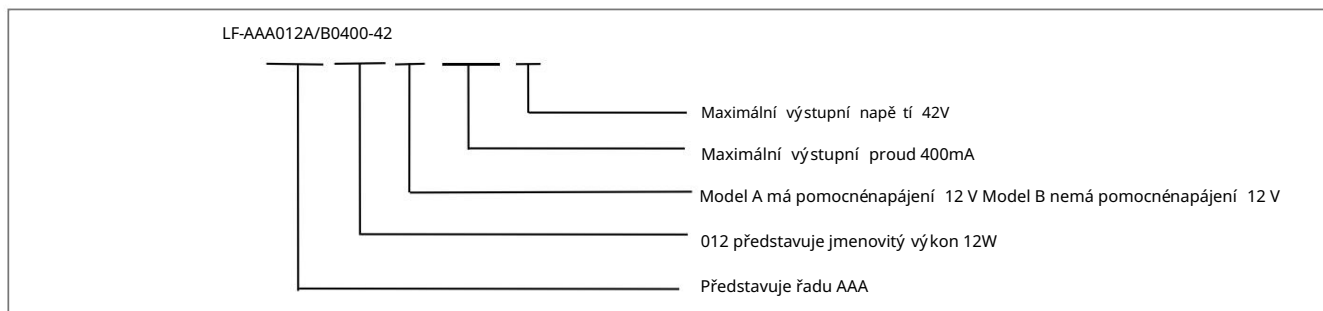 LF-AAA012A/B0400-42
Maximální výstupní napě tí 42V
Maximální výstupní proud 400mA
Model A má pomocnénapájení 12 V Model B nemá pomocnénapájení 12 V
012 představuje jmenovitý výkon 12W
Představuje řadu AAA